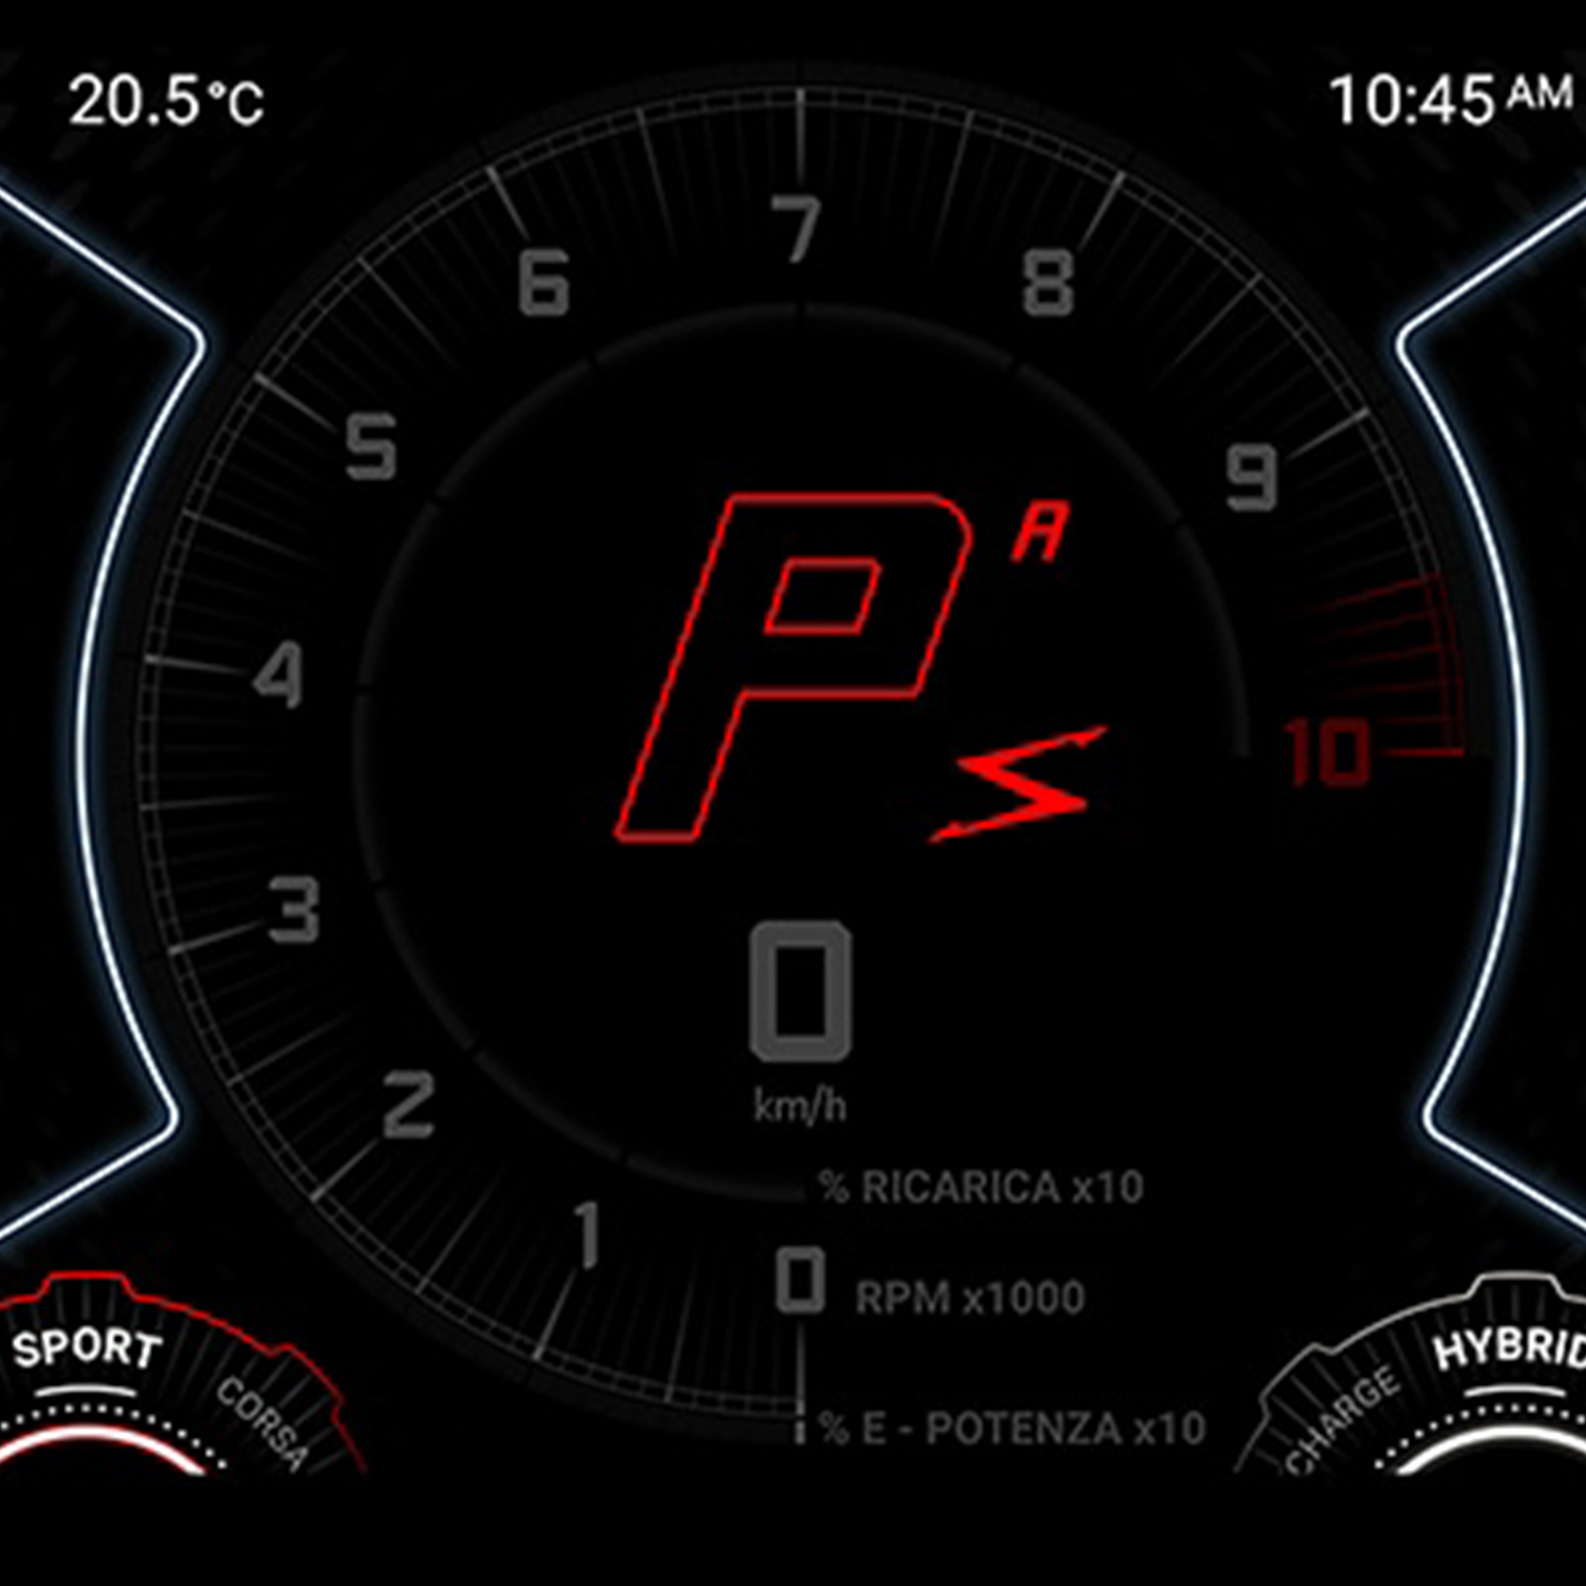 20.5°C
10:45 AM
7
6
8
5
9
P A
4
10
3
0
km/h
2
% RICARICA x10
1
0 RPM x1000
SPORT
CORSA
% E - POTENZA x10
HYBRID
CHARGE